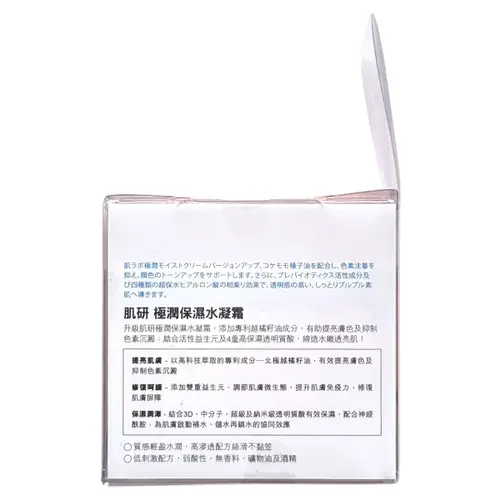 肌ラボ極潤モイストクリームバージョンアップ。コケモモ種子油を配合し、色素沈着を
抑え、顔色のトーンアップをサポートします。さらに、プレバイオティクス活性成分及
び四種類の超保水ヒアルロン酸の相乗り効果で、透明感の高い、しっとりプルプル素
肌へ導きます。
肌研 極潤保濕水凝霜
升級肌研極潤保濕水凝霜，添加專利越橘籽油成分，有助提亮膚色及抑制
色素沉澱﹔結合活性益生元及4重高保濕透明質酸，締造水嫩透亮肌！
提亮肌膚 - 以高科技萃取的專利成分—北極越橘籽油，有效提亮膚色及
抑制色素沉澱
修復呵護 - 添加雙重益生元，調節肌膚微生態，提升肌膚免疫力，修復
肌膚屏障
保濕潤澤 - 結合3D、中分子、超級及納米級透明質酸有效保濕，配合神經
酰胺，為肌膚啟動補水、儲水再鎖水的協同效應
○ 質感輕盈水潤，高滲透配方絲滑不黏笠
○ 低刺激配方、弱酸性，無香料，礦物油及酒精